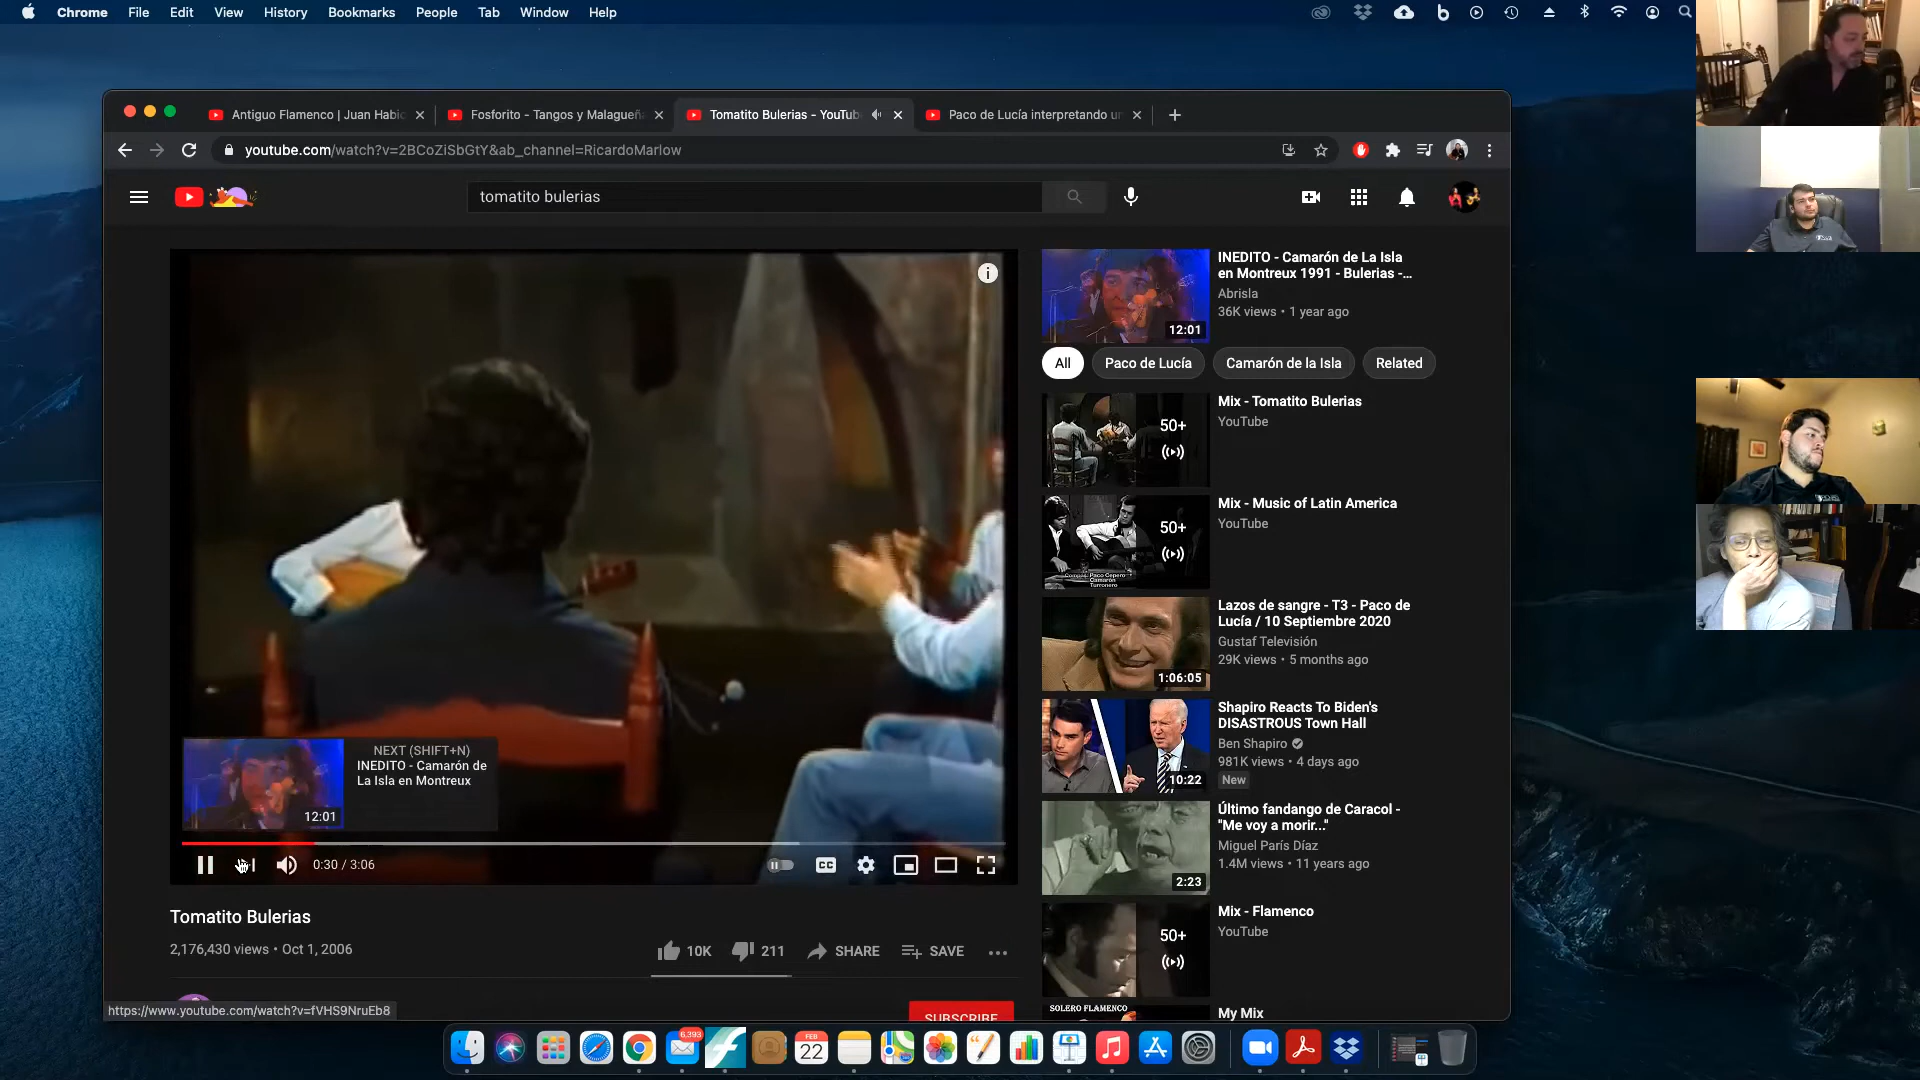 Chrome File Edit View History Bookmarks People Tab Window Help
Antiguo Flamenco | Juan Habic
Fosforito - Tangos y Malagueñ
Tomatito Bulerias - YouTub
Paco de Lucía interpretando un
youtube.com/watch?v=2BCoZiSbGtY&ab_channel=RicardoMarlow
tomatito bulerias
NEXT (SHIFT+N)
INEDITO - Camarón de
La Isla en Montreux
12:01
0:30 / 3:06
CC
Tomatito Bulerias
2,176,430 views • Oct 1, 2006
10K
211
SHARE
SAVE
SUBSCRIBE
https://www.youtube.com/watch?v=fVHS9NruEb8
12:01
INEDITO - Camarón de La Isla
en Montreux 1991 - Bulerias -...
Abrisla
36K views • 1 year ago
All
Paco de Lucía
Camarón de la Isla
Related
50+
Mix - Tomatito Bulerias
YouTube
50+
Mix - Music of Latin America
YouTube
1:06:05
Lazos de sangre - T3 - Paco de
Lucía / 10 Septiembre 2020
Gustaf Televisión
29K views • 5 months ago
10:22
Shapiro Reacts To Biden's
DISASTROUS Town Hall
Ben Shapiro
981K views • 4 days ago
New
2:23
Último fandango de Caracol -
"Me voy a morir..."
Miguel París Díaz
1.4M views • 11 years ago
50+
Mix - Flamenco
YouTube
SOLERO FLAMENCO
My Mix
6,393
FEB
22